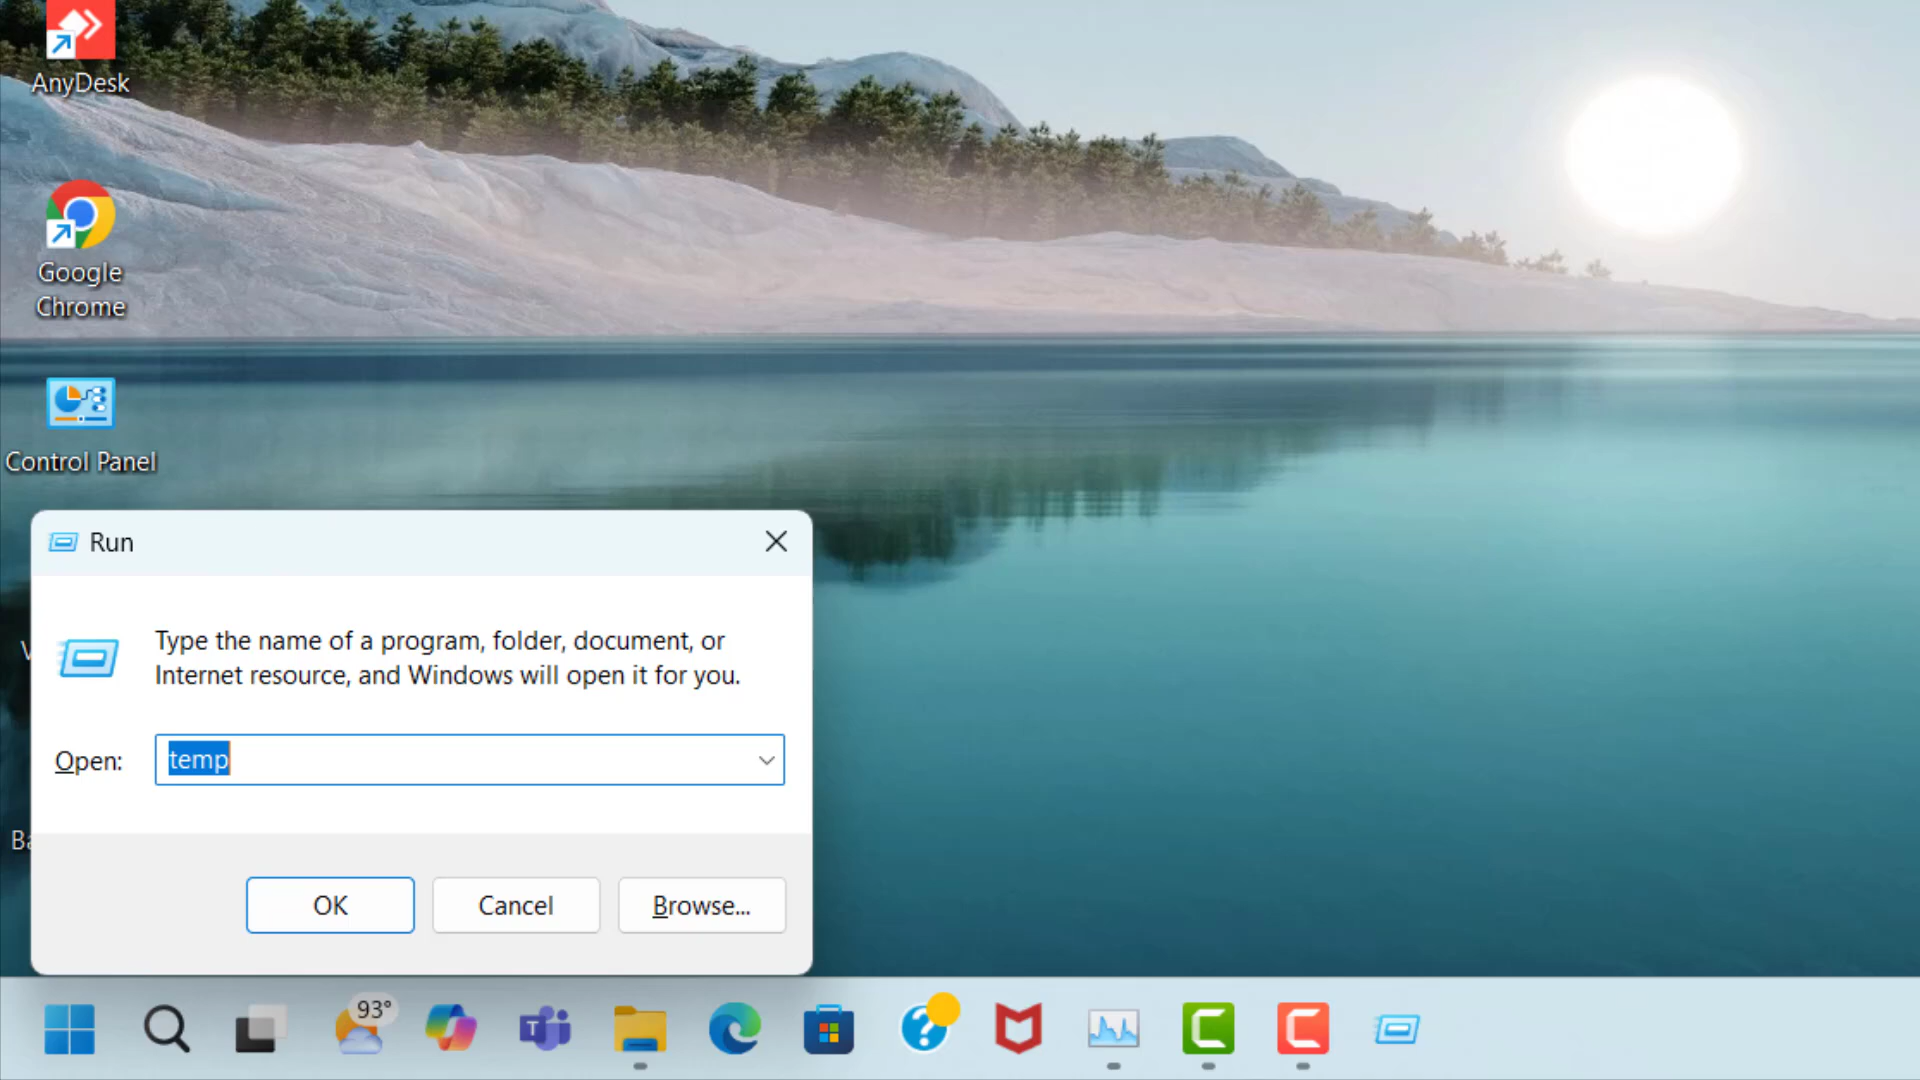 AnyDesk
Google
Chrome
Control Panel
Run
Type the name of a program, folder, document, or
Internet resource, and Windows will open it for you.
Open:
temp
OK
Cancel
Browse...
93°